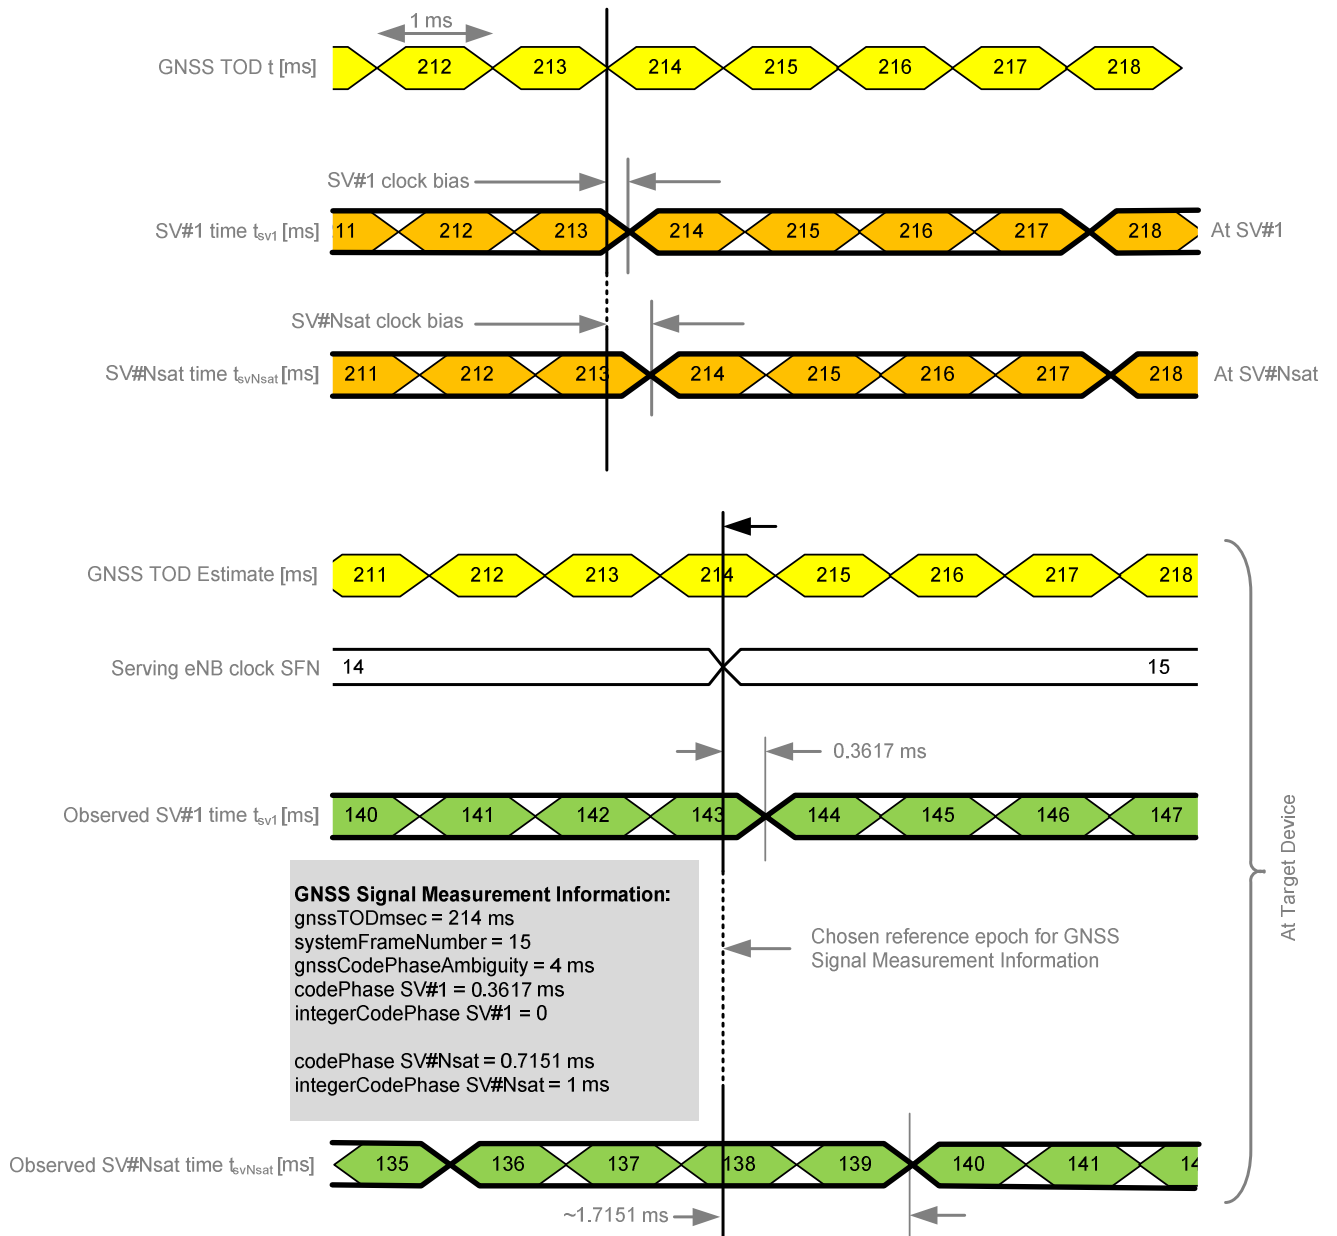 1 ms
GNSS TOD t [ms] 212 213 214 215 216 217 218
SV#1 clock bias
SV#1 time tsv1 [ms] 11 212 213 214 215 216 217 218 At SV#1
SV#Nsat clock bias
SV#Nsat time tsvNsat [ms] 211 212 213 214 215 216 217 218 At SV#Nsat
GNSS TOD Estimate [ms] 211 212 213 214 215 216 217 218
Serving eNB clock SFN 14 15
0.3617 ms
Observed SV#1 time tsv1 [ms] 140 141 142 143 144 145 146 147
At Target Device
GNSS Signal Measurement Information:
gnssTODmsec = 214 ms
systemFrameNumber = 15
gnssCodePhaseAmbiguity = 4 ms
codePhase SV#1 = 0.3617 ms
integerCodePhase SV#1 = 0
codePhase SV#Nsat = 0.7151 ms
integerCodePhase SV#Nsat = 1 ms
Chosen reference epoch for GNSS
Signal Measurement Information
Observed SV#Nsat time tsvNsat [ms] 135 136 137 138 139 140 141 14
~1.7151 ms